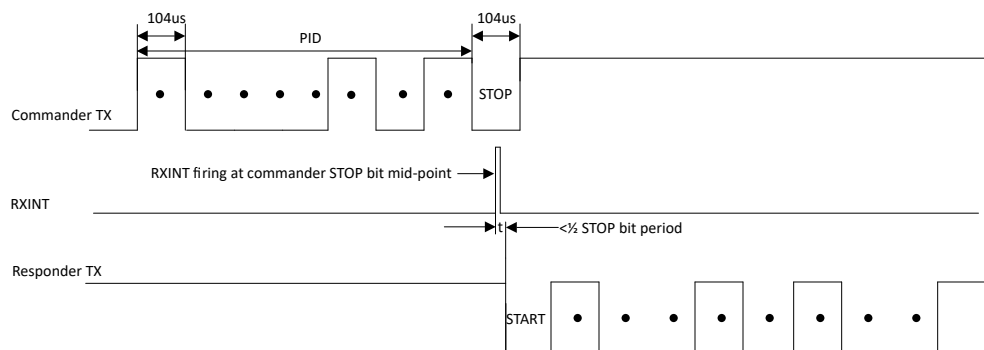 104us
104us
PID
STOP
Commander TX
RXINT firing at commander STOP bit mid-point
RXINT
t
<½ STOP bit period
Responder TX
START